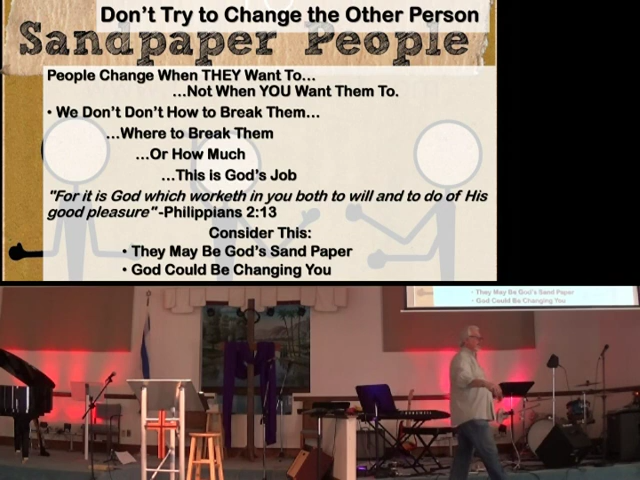 Don't Try to Change the Other Person
Sandpaper People
People Change When THEY Want To…
…Not When YOU Want Them To.
• We Don't Don't How to Break Them…
…Where to Break Them
…Or How Much
…This is God's Job
"For it is God which worketh in you both to will and to do of His
good pleasure"-Philippians 2:13
Consider This:
• They May Be God's Sand Paper
• God Could Be Changing You
• They May Be God's Sand Paper
• God Could Be Changing You